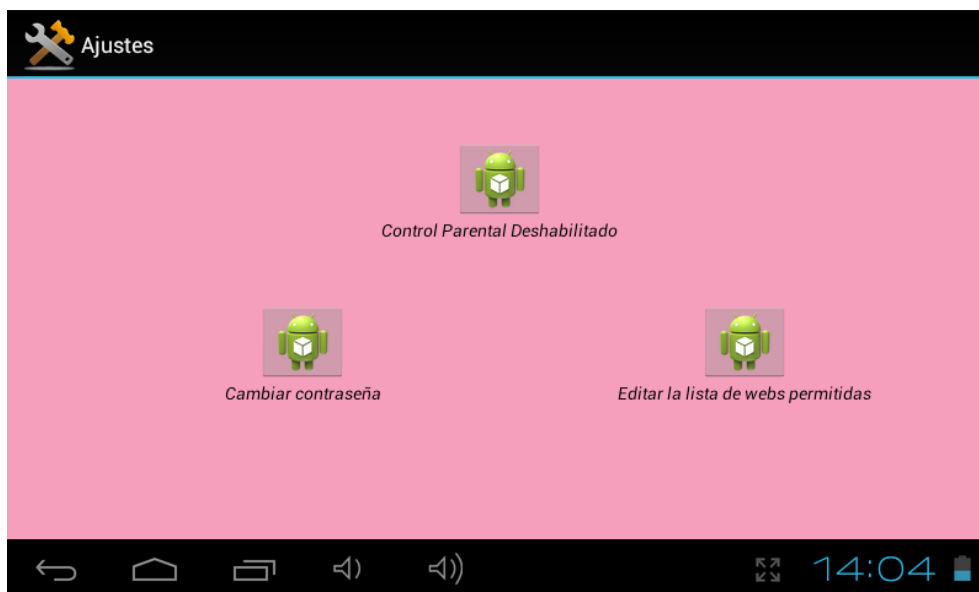 Ajustes
Control Parental Deshabilitado
Cambiar contraseña
Editar la lista de webs permitidas
14:04